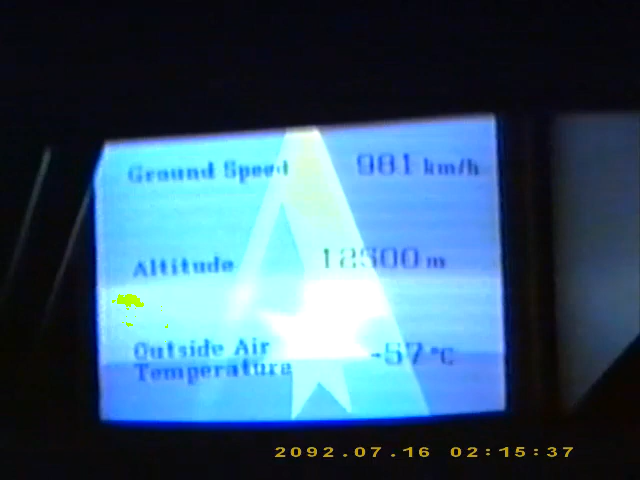 Ground Speed 981 km/h
Altitude 12500 m
Outside Air
Temperature -57 °C
2092.07.16 02:15:37